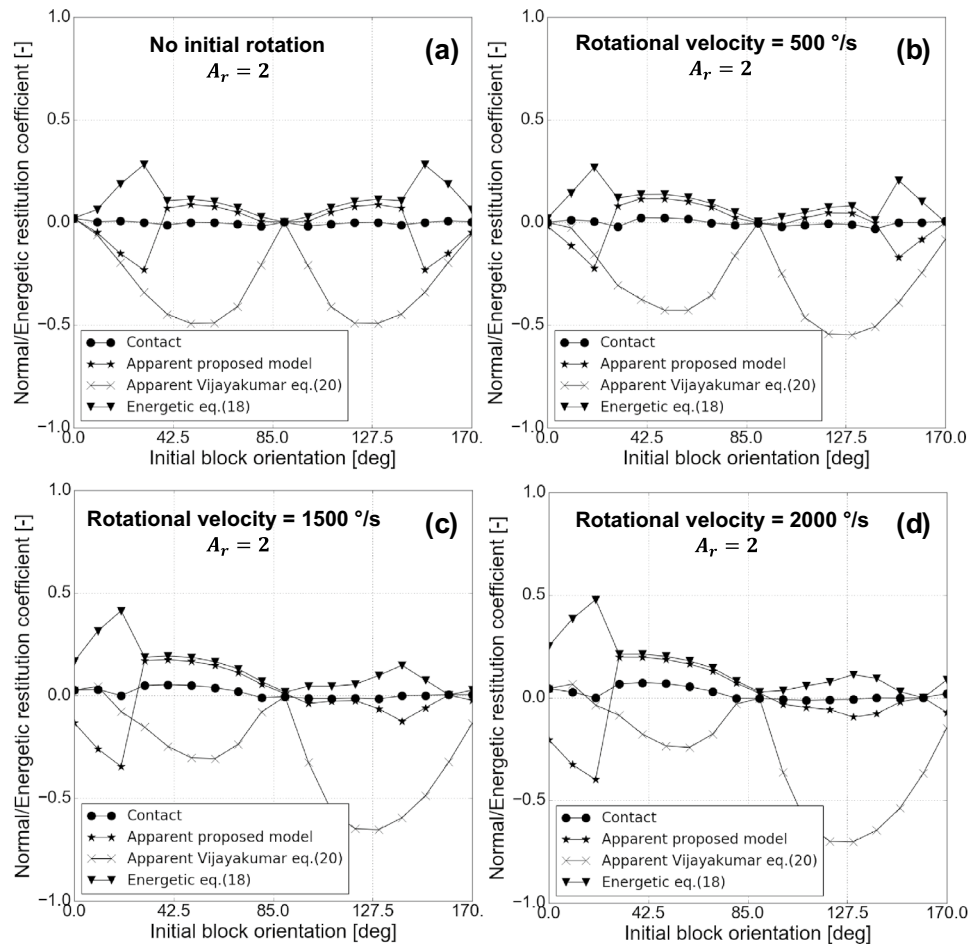 No initial rotation
A_r = 2
(a)
Normal/Energetic restitution coefficient [-]
1.0
0.5
0.0
−0.5
−1.0
Contact
Apparent proposed model
Apparent Vijayakumar eq.(20)
Energetic eq.(18)
0.0 42.5 85.0 127.5 170.
Initial block orientation [deg]
Rotational velocity = 500 °/s
A_r = 2
(b)
Normal/Energetic restitution coefficient [-]
1.0
0.5
0.0
−0.5
−1.0
Contact
Apparent proposed model
Apparent Vijayakumar eq.(20)
Energetic eq.(18)
0.0 42.5 85.0 127.5 170.0
Initial block orientation [deg]
Rotational velocity = 1500 °/s
A_r = 2
(c)
Normal/Energetic restitution coefficient [-]
1.0
0.5
0.0
−0.5
−1.0
Contact
Apparent proposed model
Apparent Vijayakumar eq.(20)
Energetic eq.(18)
0.0 42.5 85.0 127.5 170.
Initial block orientation [deg]
Rotational velocity = 2000 °/s
A_r = 2
(d)
Normal/Energetic restitution coefficient [-]
1.0
0.5
0.0
−0.5
−1.0
Contact
Apparent proposed model
Apparent Vijayakumar eq.(20)
Energetic eq.(18)
0.0 42.5 85.0 127.5 170.
Initial block orientation [deg]